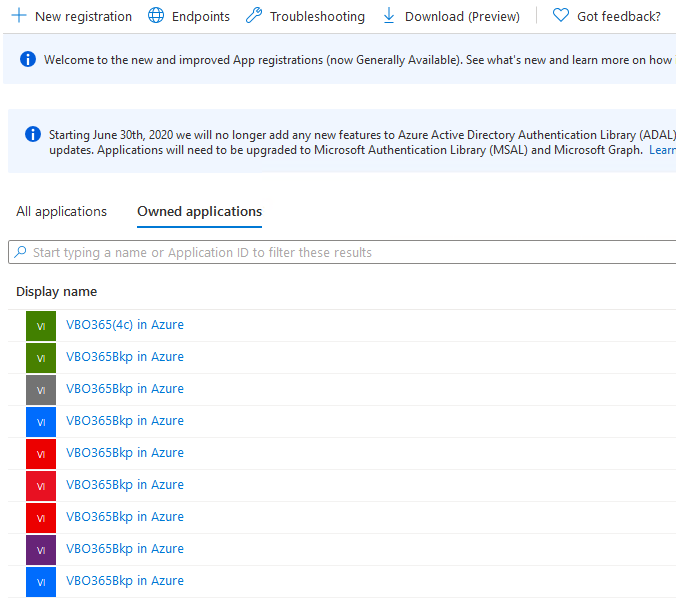 New registration Endpoints Troubleshooting Download (Preview) Got feedback?
Welcome to the new and improved App registrations (now Generally Available). See what's new and learn more on how
Starting June 30th, 2020 we will no longer add any new features to Azure Active Directory Authentication Library (ADAL)
updates. Applications will need to be upgraded to Microsoft Authentication Library (MSAL) and Microsoft Graph. Learn
All applications Owned applications
Start typing a name or Application ID to filter these results
Display name
VI VBO365(4c) in Azure
VI VBO365Bkp in Azure
VI VBO365Bkp in Azure
VI VBO365Bkp in Azure
VI VBO365Bkp in Azure
VI VBO365Bkp in Azure
VI VBO365Bkp in Azure
VI VBO365Bkp in Azure
VI VBO365Bkp in Azure